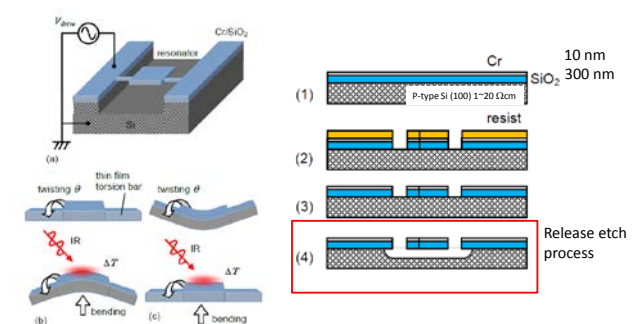 Vdrive
Cr/SiO2
resonator
Si
(a)
twisting θ
thin film
torsion bar
twisting θ
IR
ΔT
IR
ΔT
(b)
bending
(c)
bending
Cr
10 nm
SiO2
300 nm
(1)
P-type Si (100) 1~20 Ωcm
resist
(2)
(3)
(4)
Release etch
process